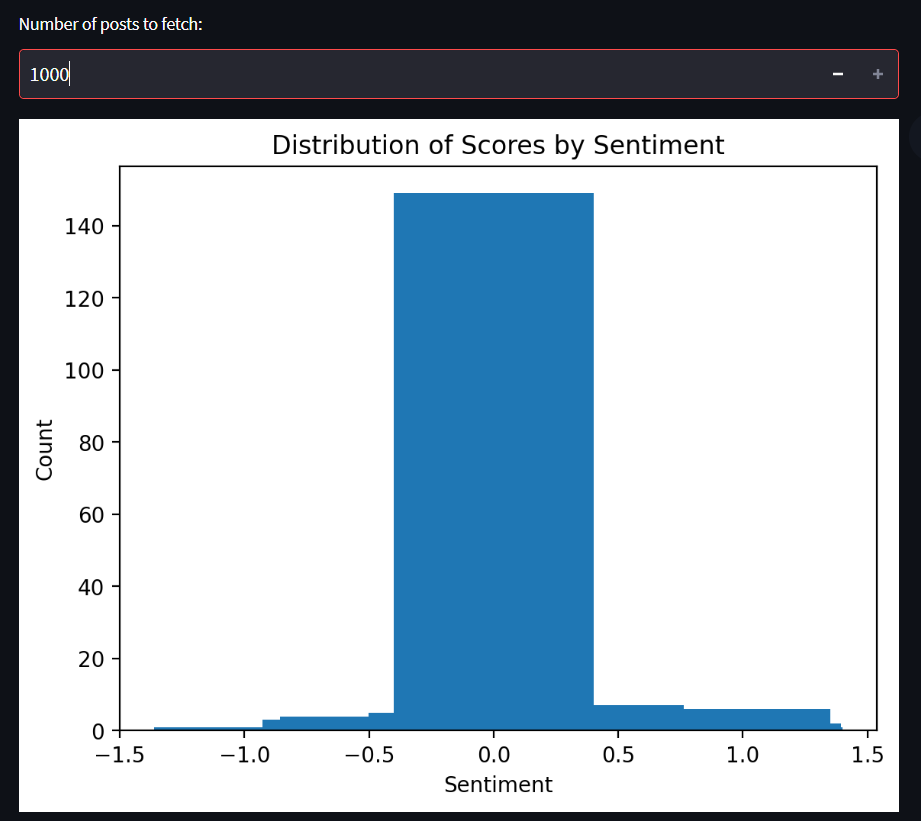 Number of posts to fetch:
1000
− +
Distribution of Scores by Sentiment
140
120
100
80
60
40
20
0
Count
−1.5 −1.0 −0.5 0.0 0.5 1.0 1.5
Sentiment